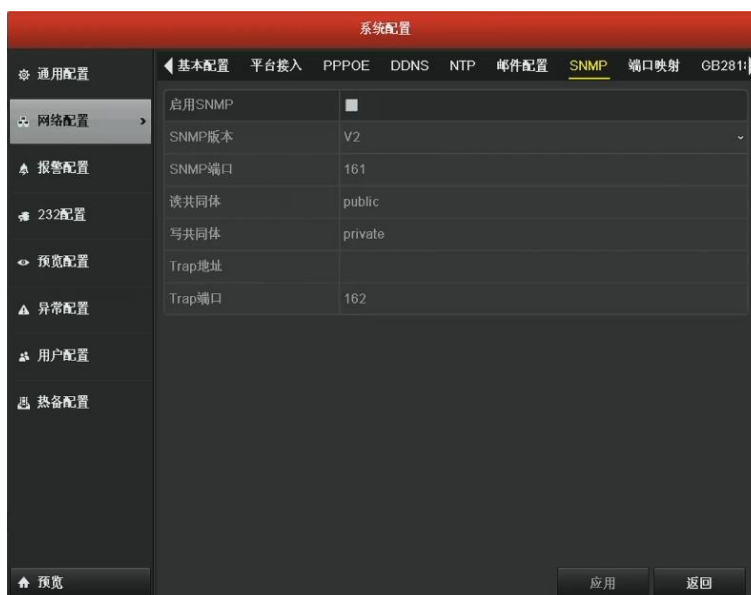 系统配置
通用配置
基本配置 平台接入 PPPOE DDNS NTP 邮件配置 SNMP 端口映射 GB2818
网络配置
启用SNMP
SNMP版本 V2
报警配置
SNMP端口 161
读共同体 public
232配置
写共同体 private
预览配置
Trap地址
异常配置
Trap端口 162
用户配置
热备配置
预览 应用 返回